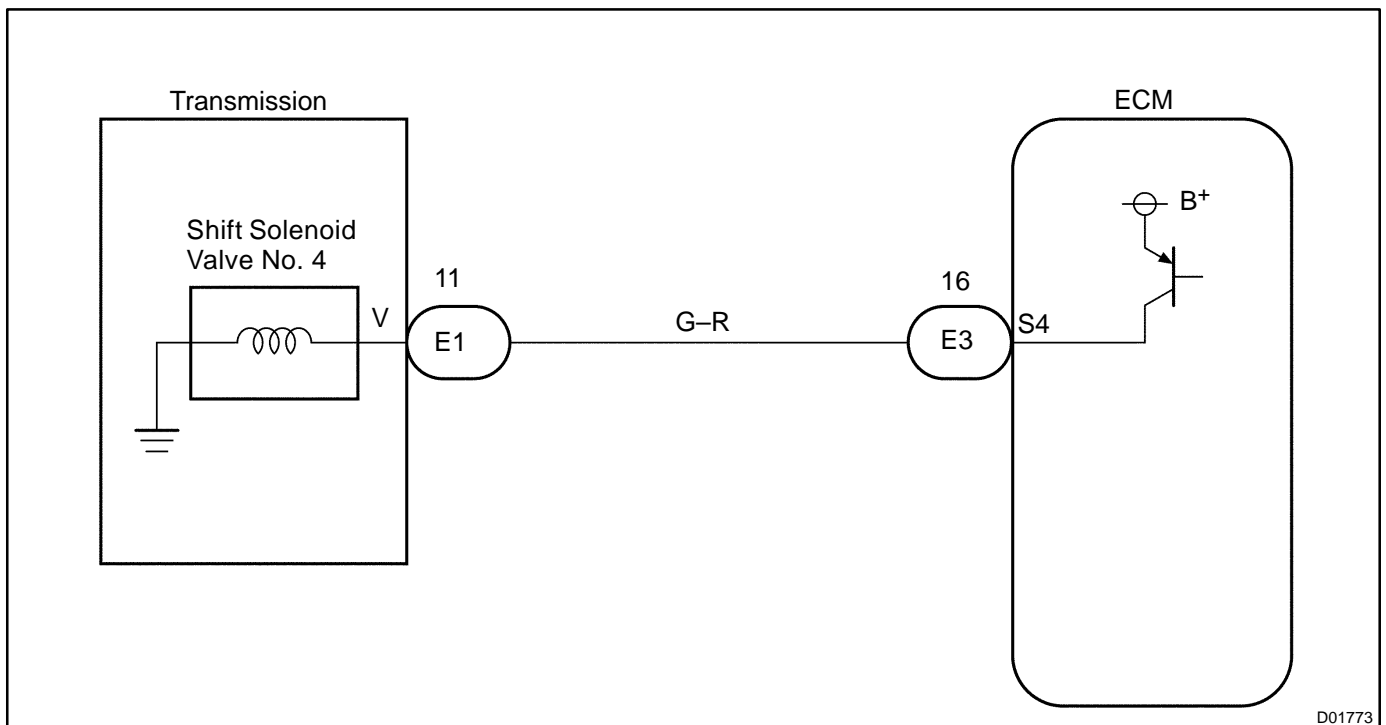 Transmission
ECM
B+
Shift Solenoid
Valve No. 4
V
11
E1
G–R
16
E3
S4
D01773